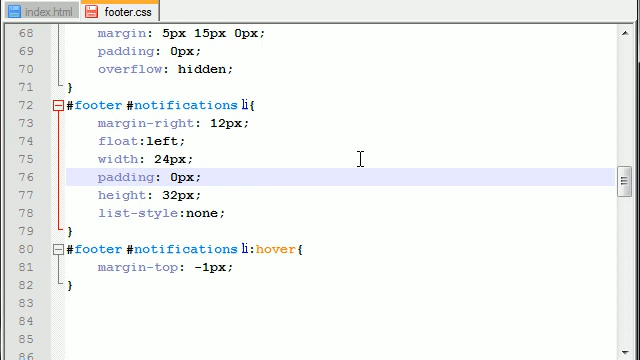 index.html footer.css
68 margin: 5px 15px 0px;
69 padding: 0px;
70 overflow: hidden;
71 }
72 #footer #notifications li{
73 margin-right: 12px;
74 float:left;
75 width: 24px;
76 padding: 0px;
77 height: 32px;
78 list-style:none;
79 }
80 #footer #notifications li:hover{
81 margin-top: -1px;
82 }
83
84
85
86